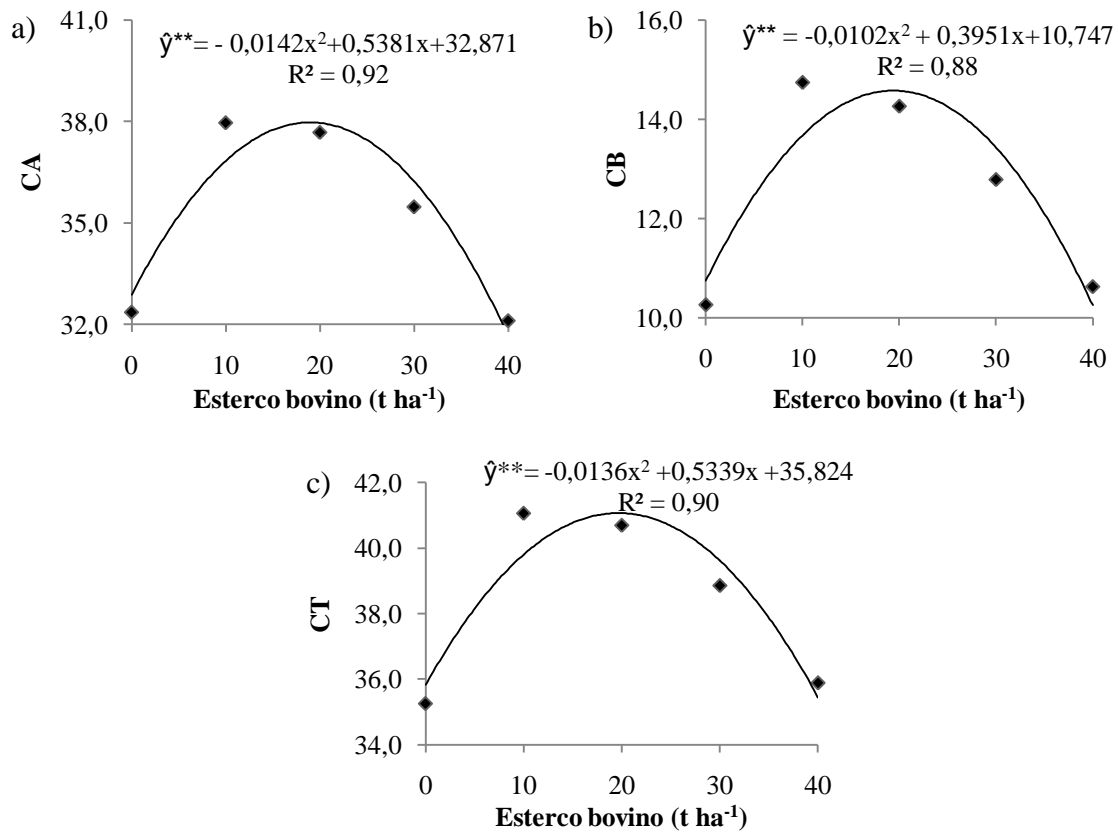 a)
ŷ**= - 0,0142x²+0,5381x+32,871
R² = 0,92
41,0
38,0
35,0
32,0
CA
0 10 20 30 40
Esterco bovino (t ha⁻¹)
b)
ŷ** = -0,0102x² + 0,3951x+10,747
R² = 0,88
16,0
14,0
12,0
10,0
CB
0 10 20 30 40
Esterco bovino (t ha⁻¹)
c)
ŷ**= -0,0136x² +0,5339x +35,824
R² = 0,90
42,0
40,0
38,0
36,0
34,0
CT
0 10 20 30 40
Esterco bovino (t ha⁻¹)